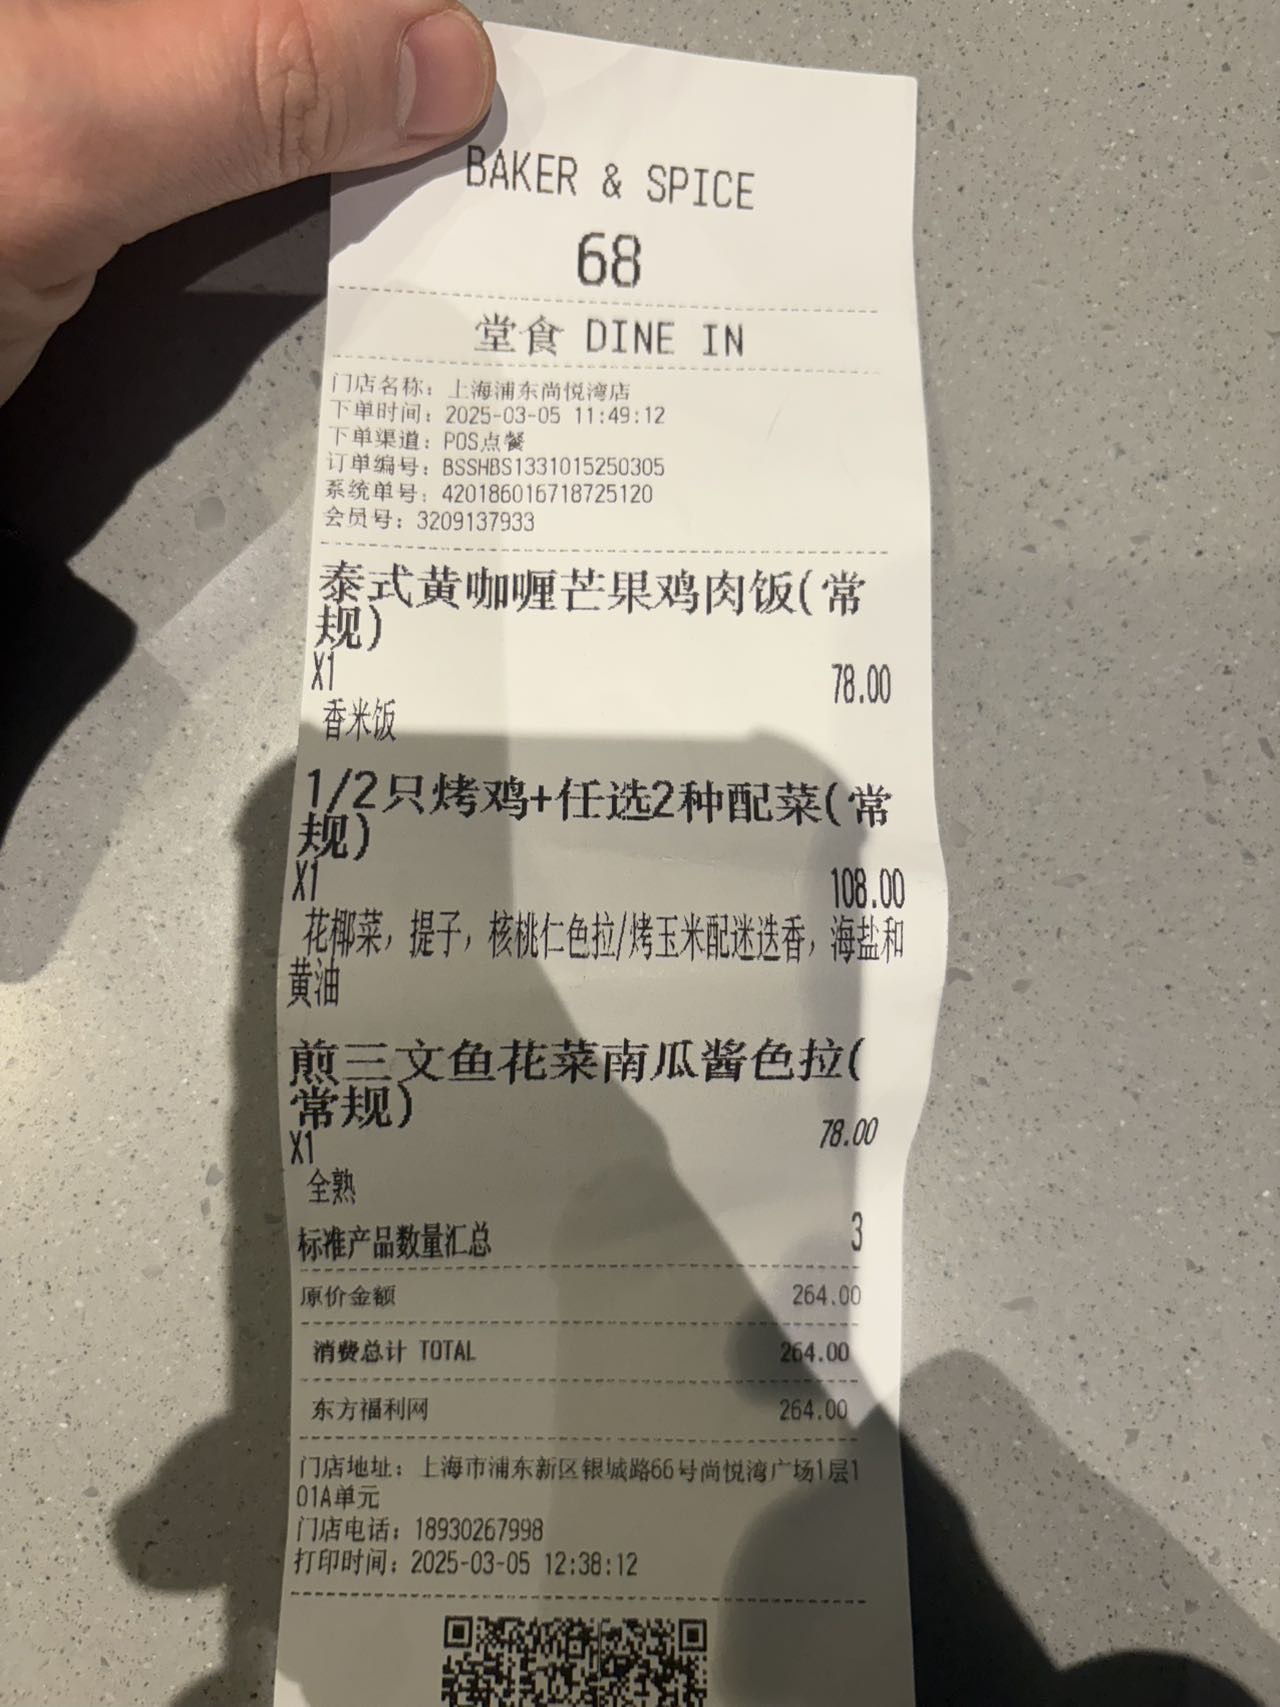 BAKER & SPICE
68
堂食 DINE IN
门店名称：上海浦东尚悦湾店
下单时间：2025-03-05 11:49:12
下单渠道：POS点餐
订单编号：BSSHBS1331015250305
系统单号：420186016718725120
会员号：3209137933
泰式黄咖喱芒果鸡肉饭(常
规)
X1 78.00
香米饭
1/2只烤鸡+任选2种配菜(常
规)
X1 108.00
花椰菜，提子，核桃仁色拉/烤玉米配迷迭香，海盐和
黄油
煎三文鱼花菜南瓜酱色拉(
常规)
X1 78.00
全熟
标准产品数量汇总 3
原价金额 264.00
消费总计 TOTAL 264.00
东方福利网 264.00
门店地址：上海市浦东新区银城路66号尚悦湾广场1层1
01A单元
门店电话：18930267998
打印时间：2025-03-05 12:38:12